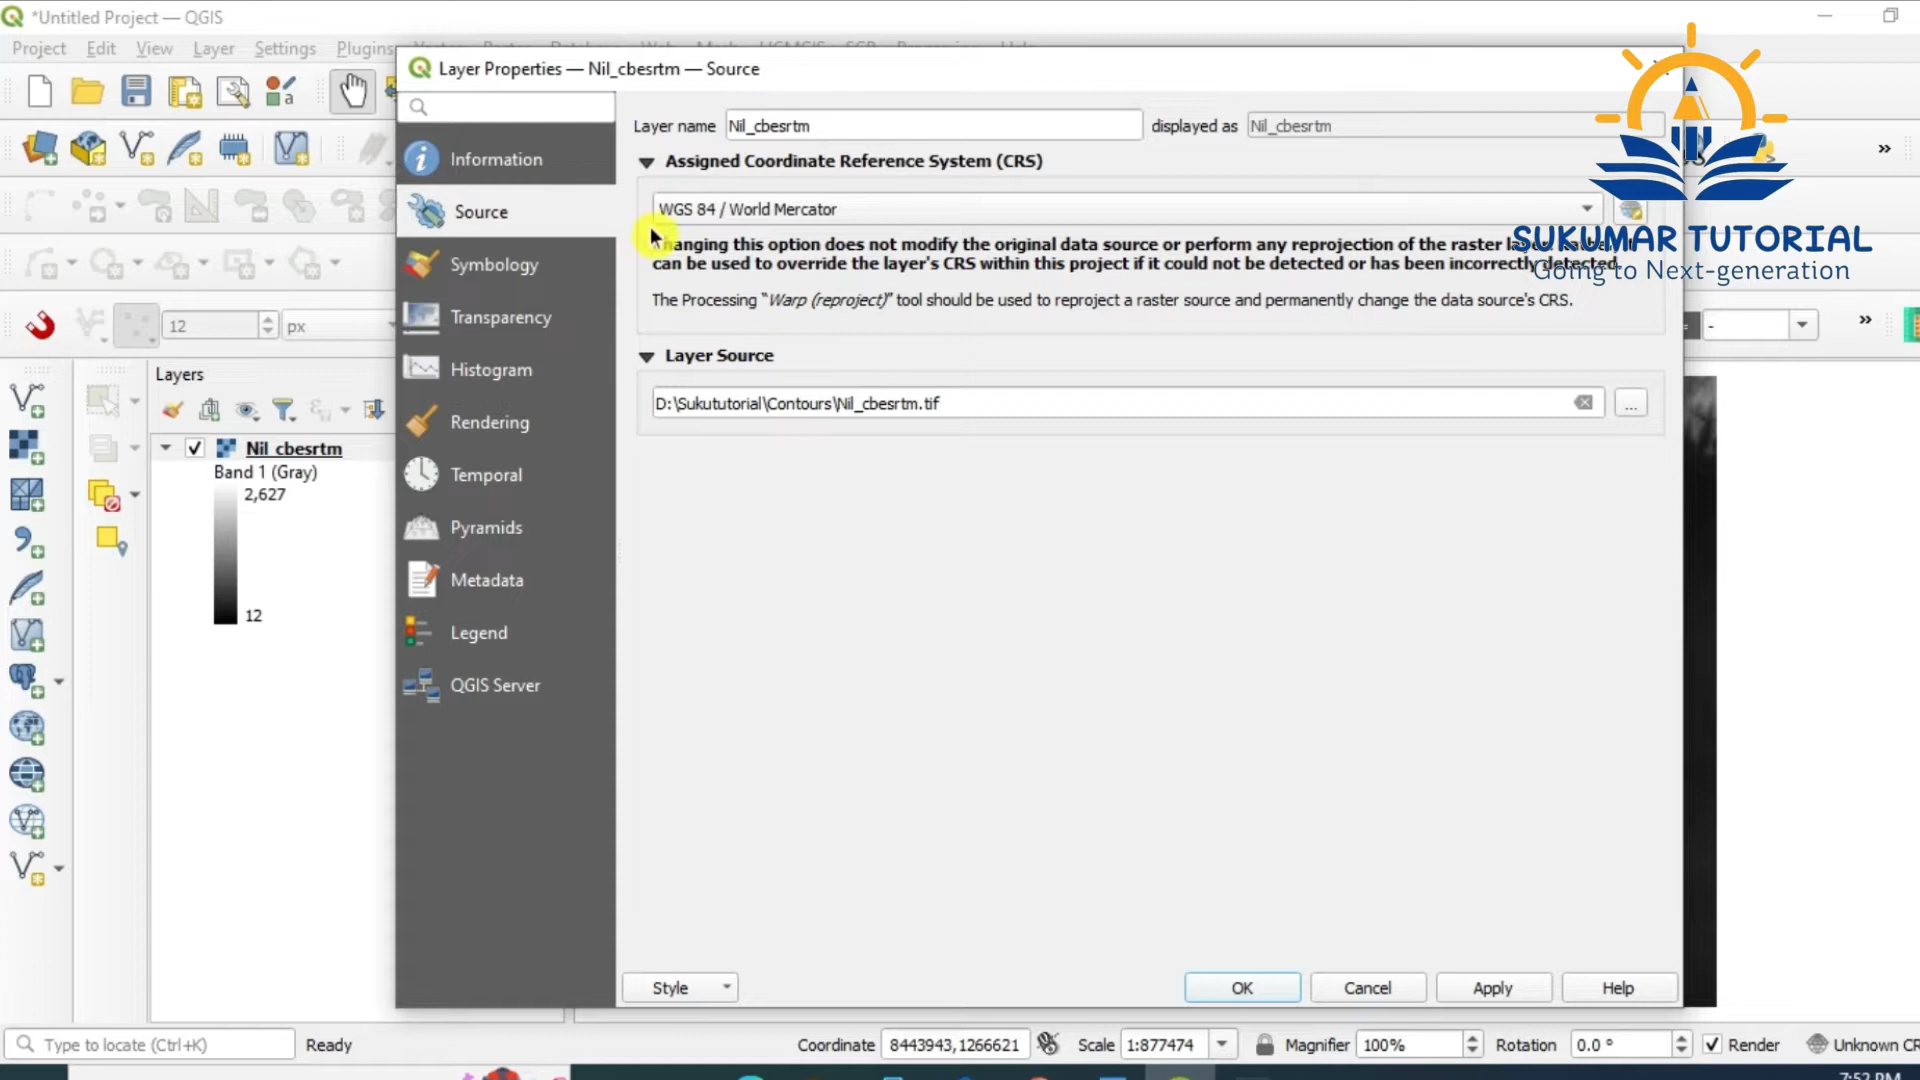 *Untitled Project — QGIS
Project Edit View Layer Settings Plugins
Layer Properties — Nil_cbesrtm — Source
Layer name Nil_cbesrtm displayed as Nil_cbesrtm
Information
Assigned Coordinate Reference System (CRS)
Source
WGS 84 / World Mercator
hanging this option does not modify the original data source or perform any reprojection of the raster
can be used to override the layer's CRS within this project if it could not be detected or has been incorrectly detected.
SUKUMAR TUTORIAL
Going to Next-generation
Symbology
The Processing “Warp (reproject)” tool should be used to reproject a raster source and permanently change the data source's CRS.
Transparency
12 px
-
Layer Source
Histogram
Layers
D:\Sukututorial\Contours\Nil_cbesrtm.tif
...
Rendering
Nil_cbesrtm
Band 1 (Gray)
Temporal
2,627
Pyramids
Metadata
12
Legend
QGIS Server
Style OK Cancel Apply Help
Type to locate (Ctrl+K) Ready Coordinate 8443943,1266621 Scale 1:877474 Magnifier 100% Rotation 0.0 ° Render Unknown CR
7:52 PM